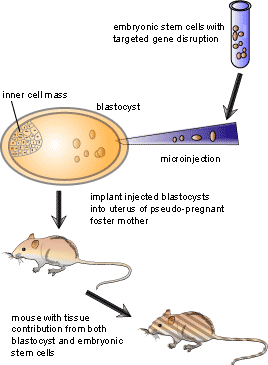 embryonic stem cells with
targeted gene disruption
inner cell mass
blastocyst
microinjection
implant injected blastocysts
into uterus of pseudo-pregnant
foster mother
mouse with tissue
contribution from both
blastocyst and embryonic
stem cells